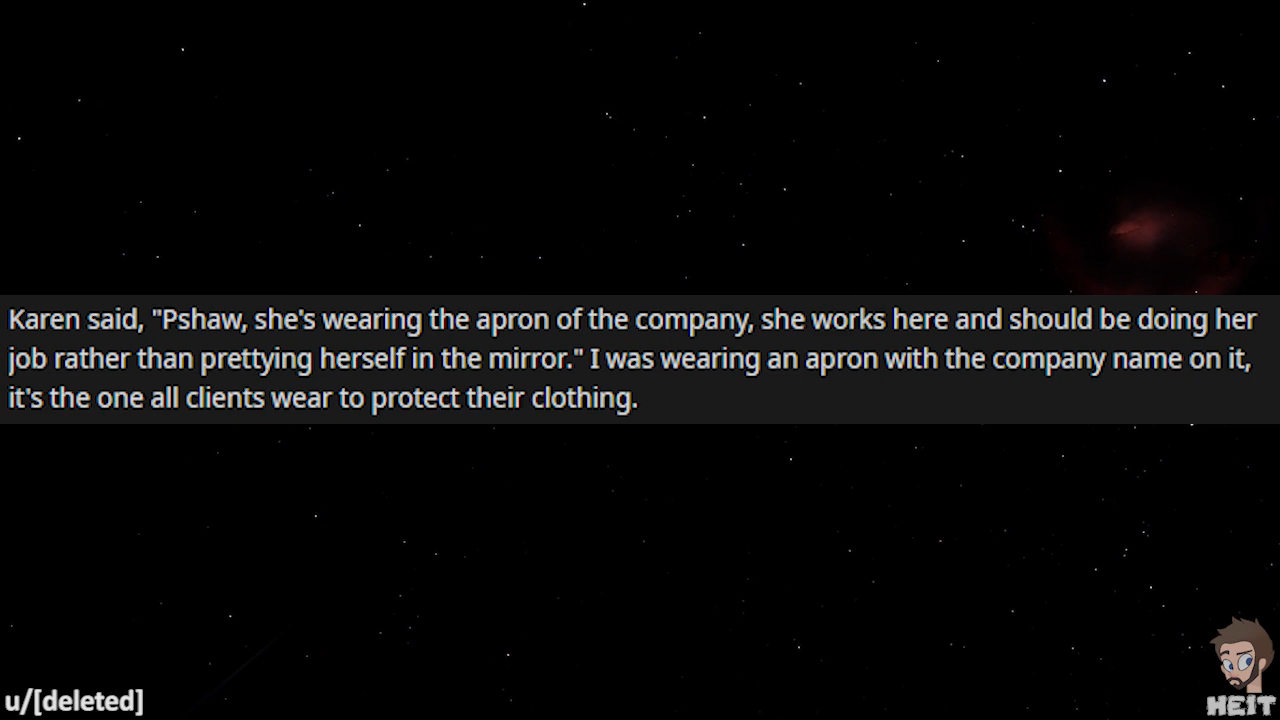 Karen said, "Pshaw, she's wearing the apron of the company, she works here and should be doing her
job rather than prettying herself in the mirror." I was wearing an apron with the company name on it,
it's the one all clients wear to protect their clothing.
u/[deleted]
HEIT